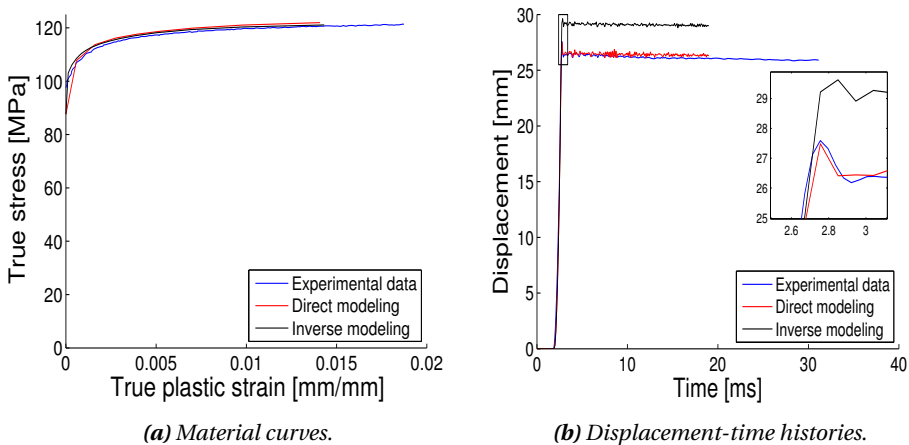 True stress [MPa]
120
100
80
60
40
20
0
0
0.005
0.01
0.015
0.02
True plastic strain [mm/mm]
Experimental data
Direct modeling
Inverse modeling
(a) Material curves.
Displacement [mm]
30
25
20
15
10
5
0
0
10
20
30
40
Time [ms]
29
28
27
26
25
2.6
2.8
3
Experimental data
Direct modeling
Inverse modeling
(b) Displacement-time histories.